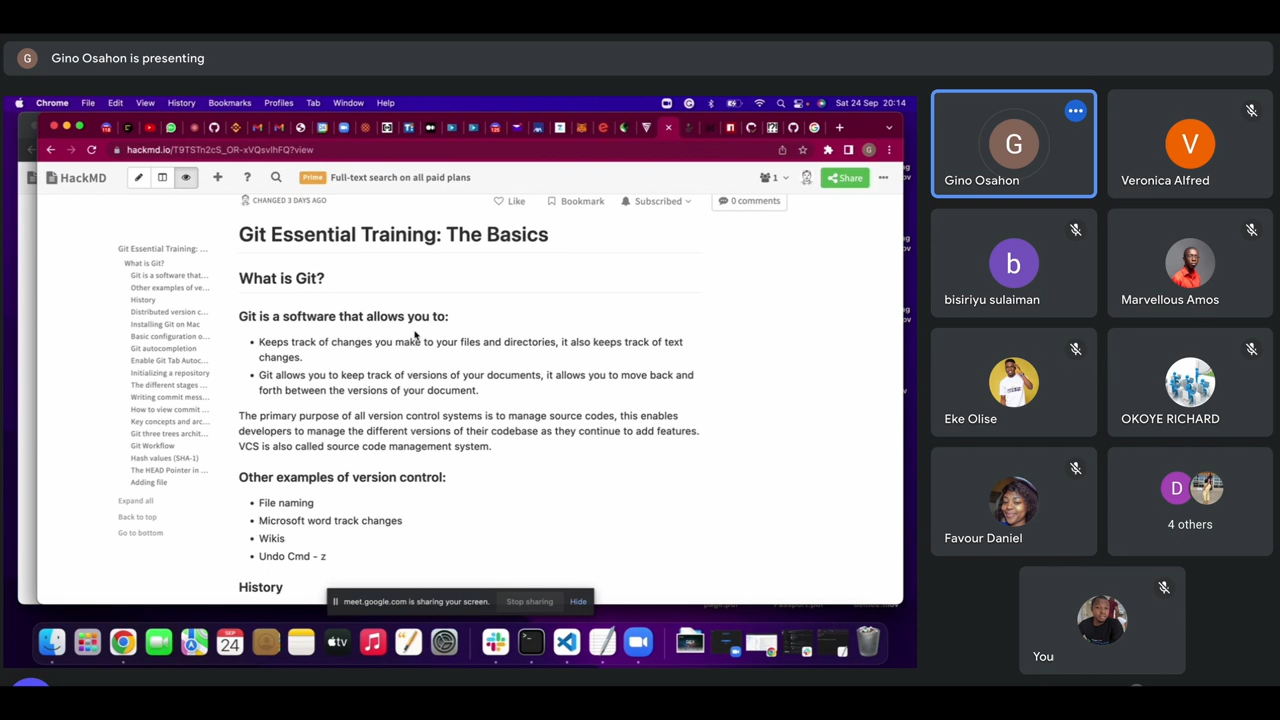 G Gino Osahon is presenting
Chrome File Edit View History Bookmarks Profiles Tab Window Help Sat 24 Sep 20:14
hackmd.io/T9TSTn2cS_OR-xVQsvIhFQ?view
HackMD
Prime Full-text search on all paid plans
1
Share
CHANGED 3 DAYS AGO
Like
Bookmark
Subscribed
0 comments
Git Essential Training: ...
What is Git?
Git is a software that...
Other examples of ve...
History
Distributed version c...
Installing Git on Mac
Basic configuration o...
Git autocompletion
Enable Git Tab Autoc...
Initializing a repository
The different stages ...
Writing commit mess...
How to view commit ...
Key concepts and arc...
Git three trees archit...
Git Workflow
Hash values (SHA-1)
The HEAD Pointer in ...
Adding file
Expand all
Back to top
Go to bottom
Git Essential Training: The Basics
What is Git?
Git is a software that allows you to:
• Keeps track of changes you make to your files and directories, it also keeps track of text
changes.
• Git allows you to keep track of versions of your documents, it allows you to move back and
forth between the versions of your document.
The primary purpose of all version control systems is to manage source codes, this enables
developers to manage the different versions of their codebase as they continue to add features.
VCS is also called source code management system.
Other examples of version control:
• File naming
• Microsoft word track changes
• Wikis
• Undo Cmd - z
History
meet.google.com is sharing your screen.
Stop sharing
Hide
SEP
24
tv
G
Gino Osahon
V
Veronica Alfred
b
bisiriyu sulaiman
Marvellous Amos
Eke Olise
OKOYE RICHARD
Favour Daniel
D
4 others
You